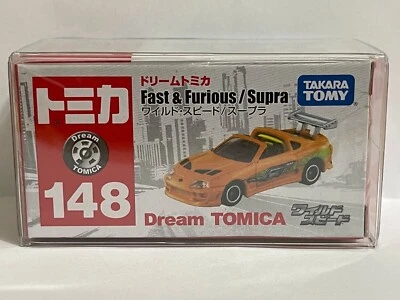 トミカ
Dream
TOMICA
148
ドリームトミカ
Fast & Furious / Supra
ワイルド・スピード/スープラ
TAKARA
TOMY
Dream TOMICA
ワイルド
スピード